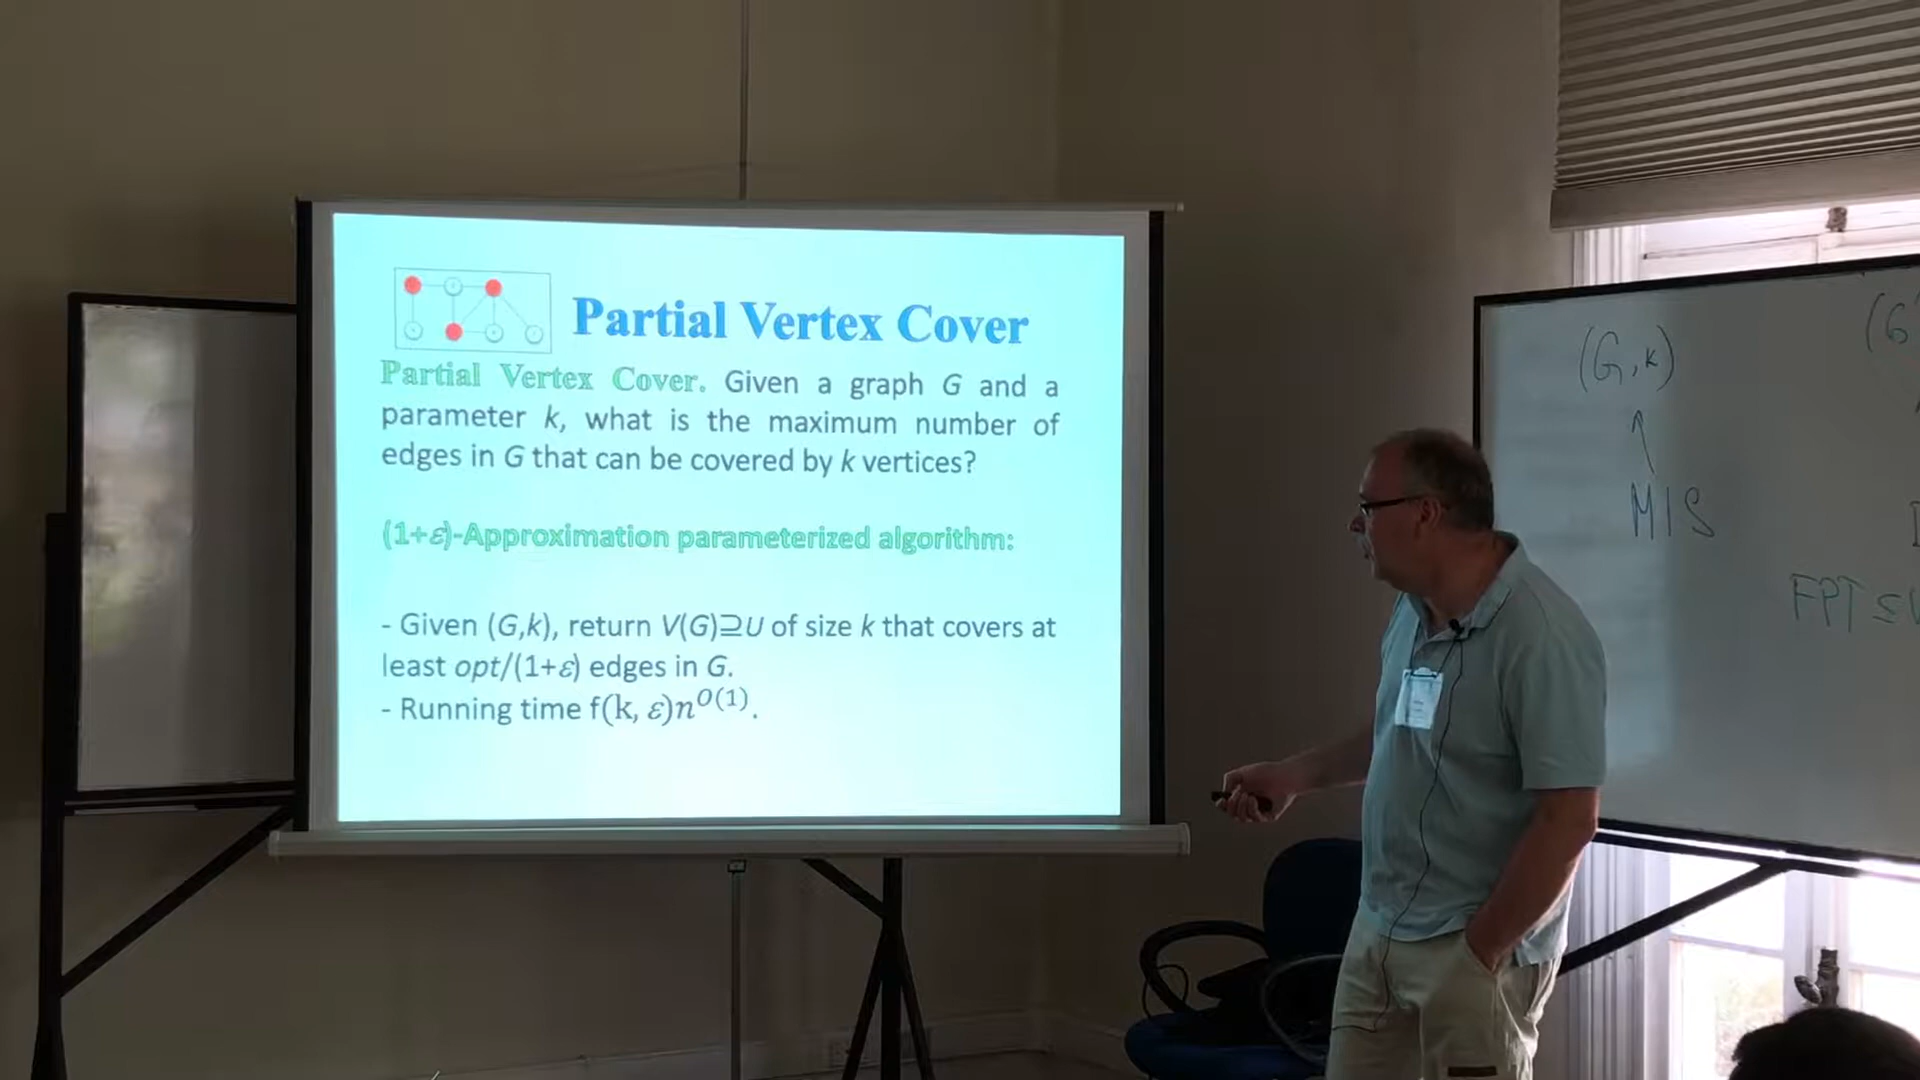 Partial Vertex Cover
Partial Vertex Cover. Given a graph G and a
parameter k, what is the maximum number of
edges in G that can be covered by k vertices?
(1+ε)-Approximation parameterized algorithm:
- Given (G,k), return V(G)⊇U of size k that covers at
least opt/(1+ε) edges in G.
- Running time f(k, ε)n^O(1).
(G,k)
MIS
(G
FPT ≤